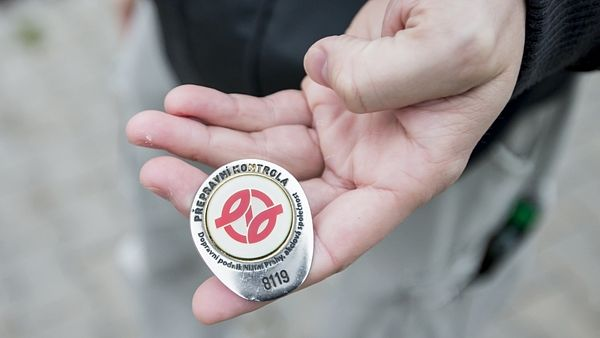 PŘEPRAVNÍ KONTROLA
Dopravní podnik hl.m. Prahy, akciová společnost
8119